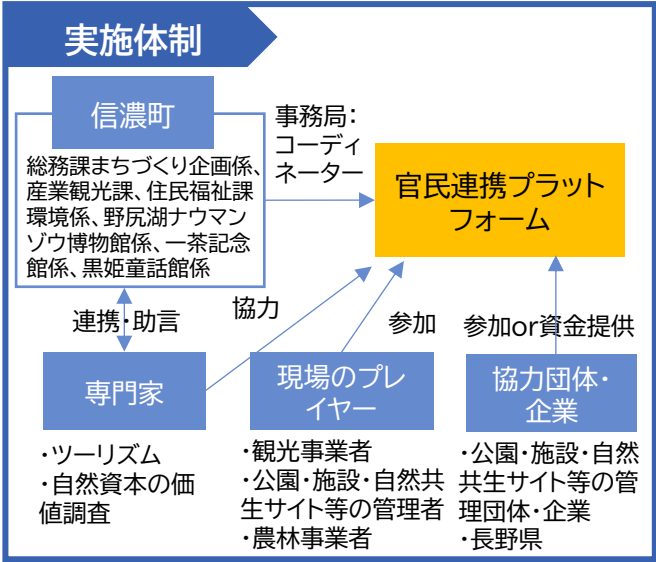 実施体制
信濃町
総務課まちづくり企画係、
産業観光課、住民福祉課
環境係、野尻湖ナウマン
ゾウ博物館係、一茶記念
館係、黒姫童話館係
事務局：
コーディ
ネーター
官民連携プラット
フォーム
連携・助言
協力
参加
参加or資金提供
専門家
・ツーリズム
・自然資本の価
値調査
現場のプレ
イヤー
・観光事業者
・公園・施設・自然共
生サイト等の管理者
・農林事業者
協力団体・
企業
・公園・施設・自然
共生サイト等の管
理団体・企業
・長野県